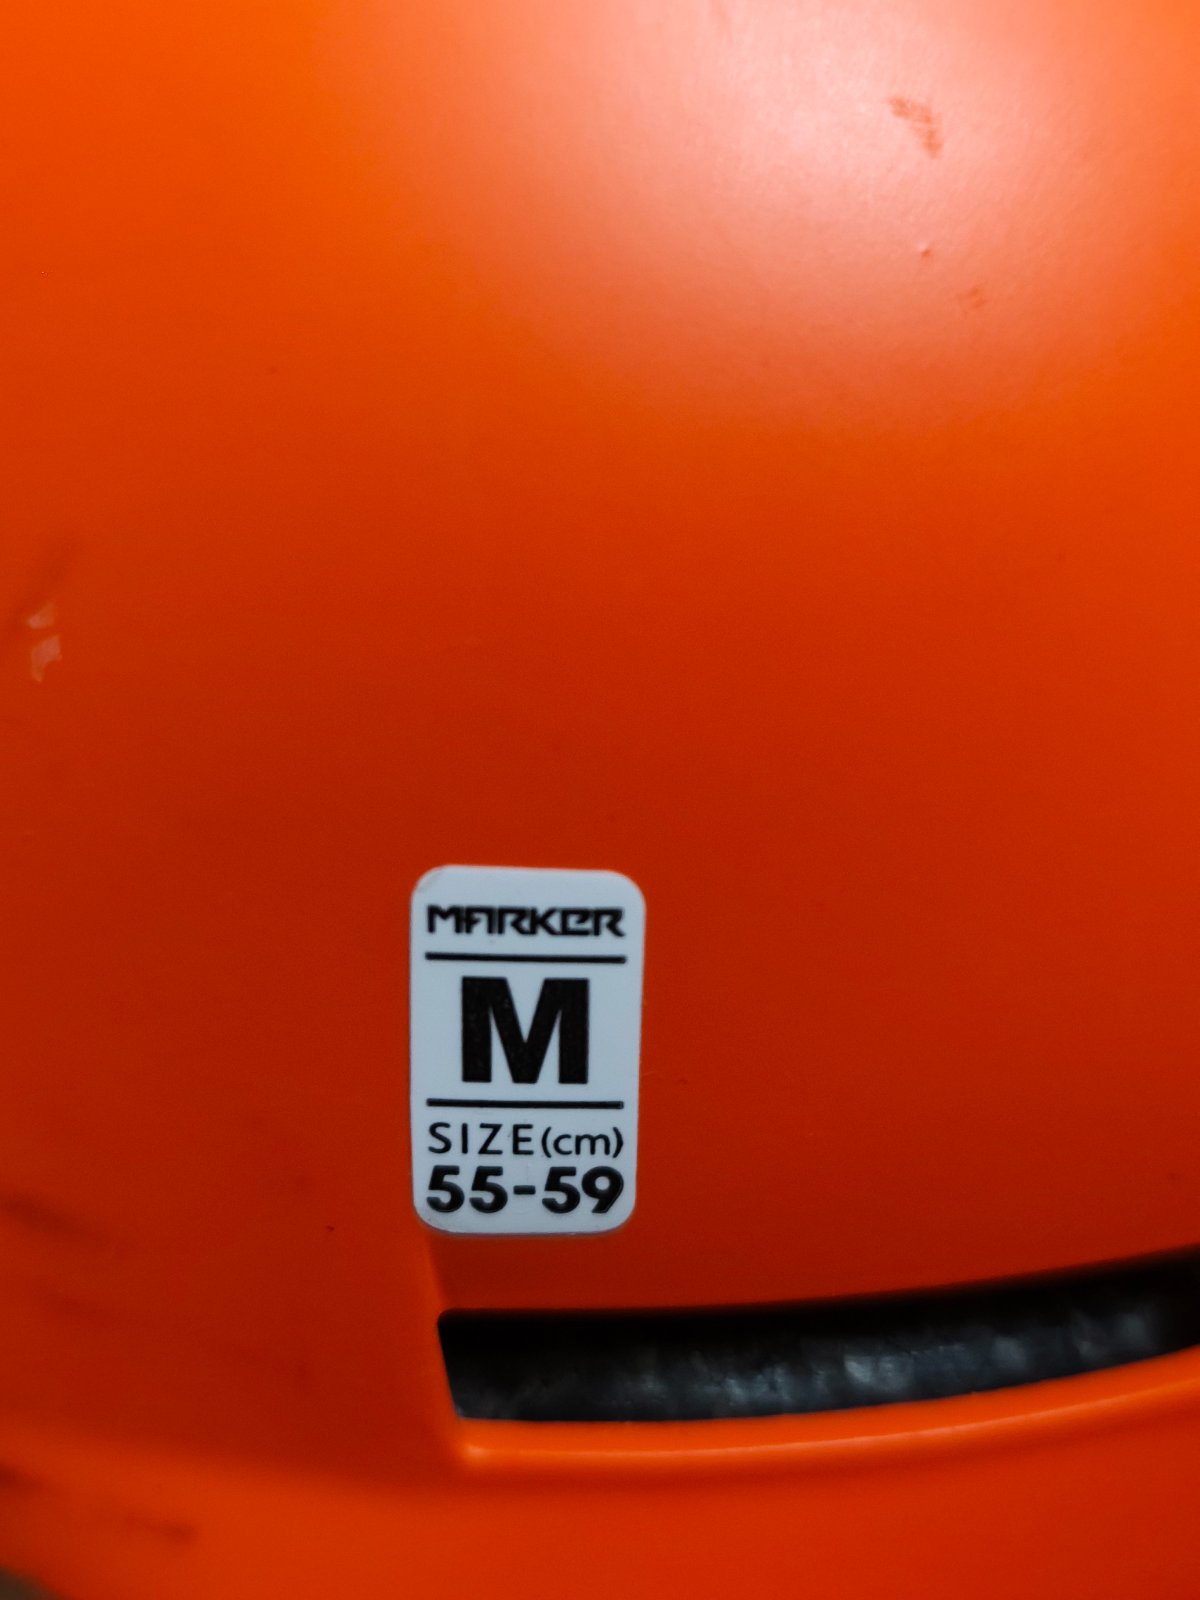 MARKER
M
SIZE(cm)
55-59